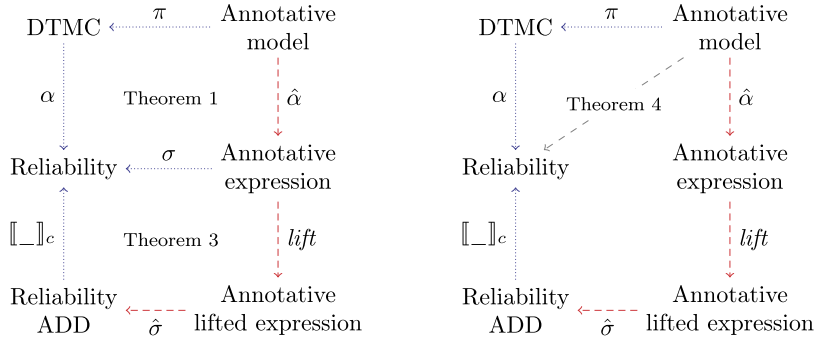 DTMC
π
Annotative
model
α
Theorem 1
α̂
Reliability
σ
Annotative
expression
⟦_⟧c
Theorem 3
lift
Reliability
ADD
σ̂
Annotative
lifted expression
DTMC
π
Annotative
model
α
Theorem 4
α̂
Reliability
Annotative
expression
⟦_⟧c
lift
Reliability
ADD
σ̂
Annotative
lifted expression